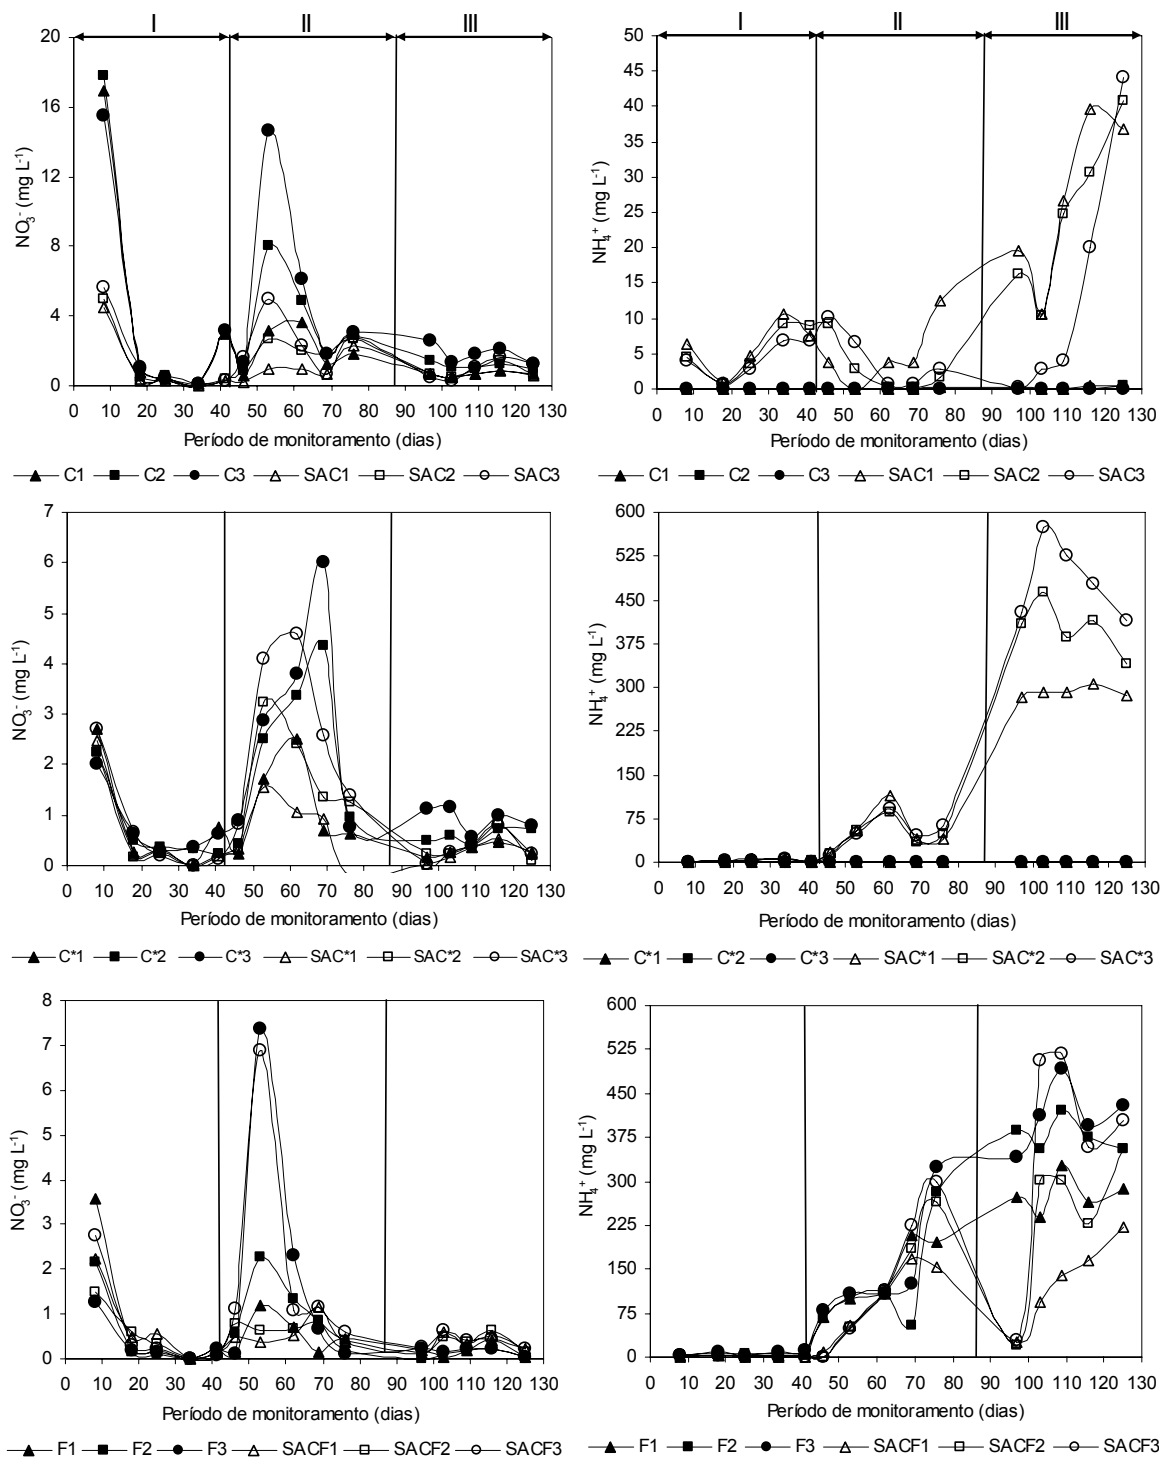 I II III
20
16
12
8
4
0
NO₃⁻ (mg L⁻¹)
0 10 20 30 40 50 60 70 80 90 100 110 120 130
Período de monitoramento (dias)
C1 C2 C3 SAC1 SAC2 SAC3
I II III
50
45
40
35
30
25
20
15
10
5
0
NH₄⁺ (mg L⁻¹)
0 10 20 30 40 50 60 70 80 90 100 110 120 130
Período de monitoramento (dias)
C1 C2 C3 SAC1 SAC2 SAC3
7
6
5
4
3
2
1
0
NO₃⁻ (mg L⁻¹)
0 10 20 30 40 50 60 70 80 90 100 110 120 130
Período de monitoramento (dias)
C*1 C*2 C*3 SAC*1 SAC*2 SAC*3
600
525
450
375
300
225
150
75
0
NH₄⁺ (mg L⁻¹)
0 10 20 30 40 50 60 70 80 90 100 110 120 130
Período de monitoramento (dias)
C*1 C*2 C*3 SAC*1 SAC*2 SAC*3
8
7
6
5
4
3
2
1
0
NO₃⁻ (mg L⁻¹)
0 10 20 30 40 50 60 70 80 90 100 110 120 130
Período de monitoramento (dias)
F1 F2 F3 SACF1 SACF2 SACF3
600
525
450
375
300
225
150
75
0
NH₄⁺ (mg L⁻¹)
0 10 20 30 40 50 60 70 80 90 100 110 120 130
Período de monitoramento (dias)
F1 F2 F3 SACF1 SACF2 SACF3